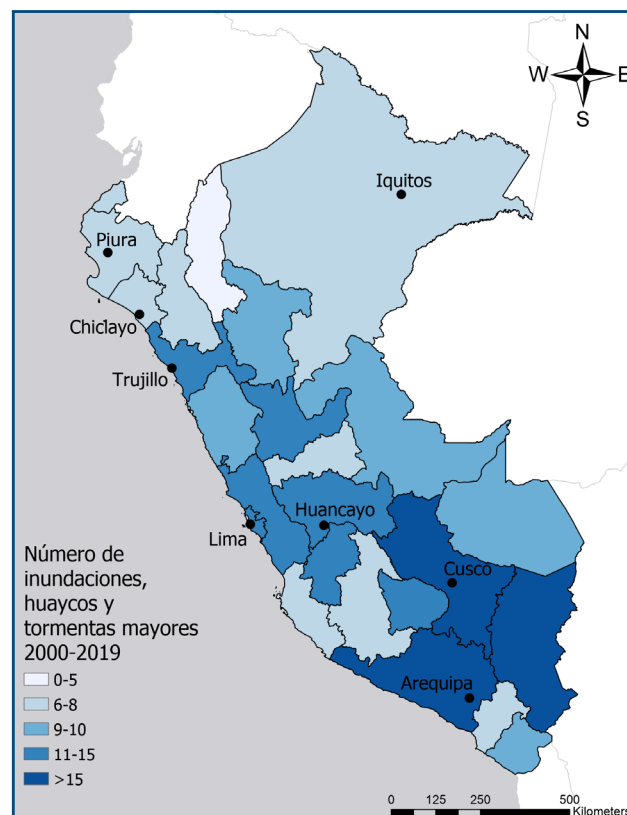 N
W E
S
Iquitos
Piura
Chiclayo
Trujillo
Huancayo
Lima
Cusco
Arequipa
Número de
inundaciones,
huaycos y
tormentas mayores
2000-2019
0-5
6-8
9-10
11-15
>15
0 125 250 500
Kilometers